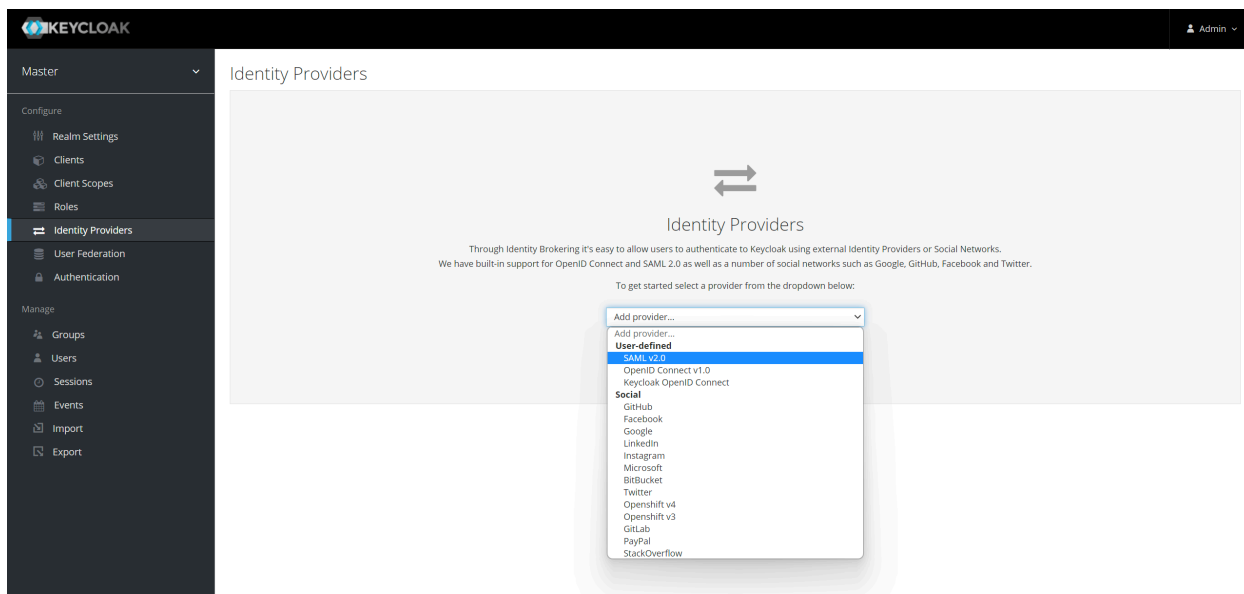 KEYCLOAK
Admin
Master
Configure
Realm Settings
Clients
Client Scopes
Roles
Identity Providers
User Federation
Authentication
Manage
Groups
Users
Sessions
Events
Import
Export
Identity Providers
Identity Providers
Through Identity Brokering it's easy to allow users to authenticate to Keycloak using external Identity Providers or Social Networks.
We have built-in support for OpenID Connect and SAML 2.0 as well as a number of social networks such as Google, GitHub, Facebook and Twitter.
To get started select a provider from the dropdown below:
Add provider...
Add provider...
User-defined
SAML v2.0
OpenID Connect v1.0
Keycloak OpenID Connect
Social
GitHub
Facebook
Google
LinkedIn
Instagram
Microsoft
BitBucket
Twitter
Openshift v4
Openshift v3
GitLab
PayPal
StackOverflow